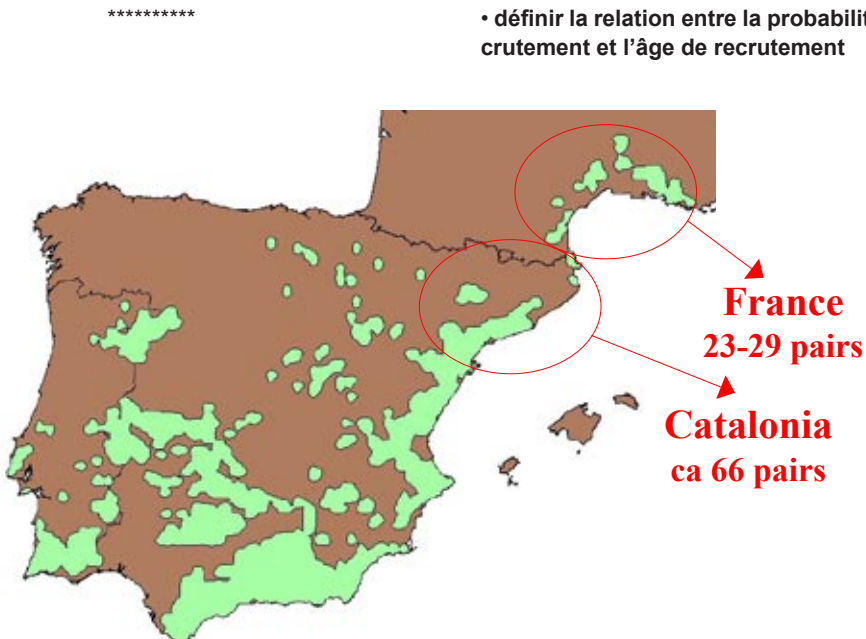 **********
• définir la relation entre la probabilit
crutement et l’âge de recrutement
France
23-29 pairs
Catalonia
ca 66 pairs